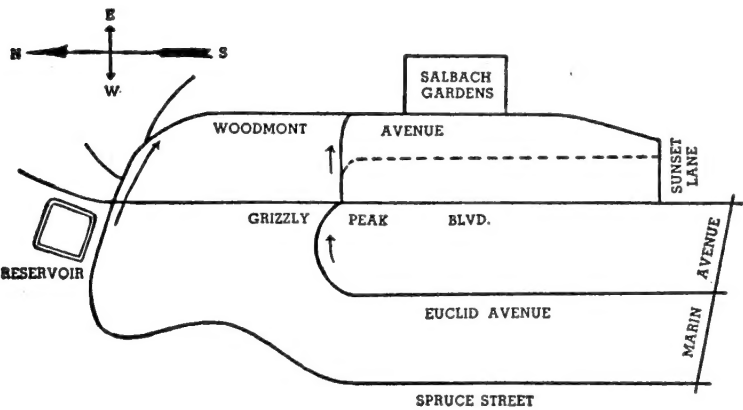 E
N
S
W.
SALBACH
GARDENS
WOODMONT AVENUE
SUNSET
LANE
GRIZZLY PEAK BLVD.
RESERVOIR
MARIN AVENUE
EUCLID AVENUE
SPRUCE STREET